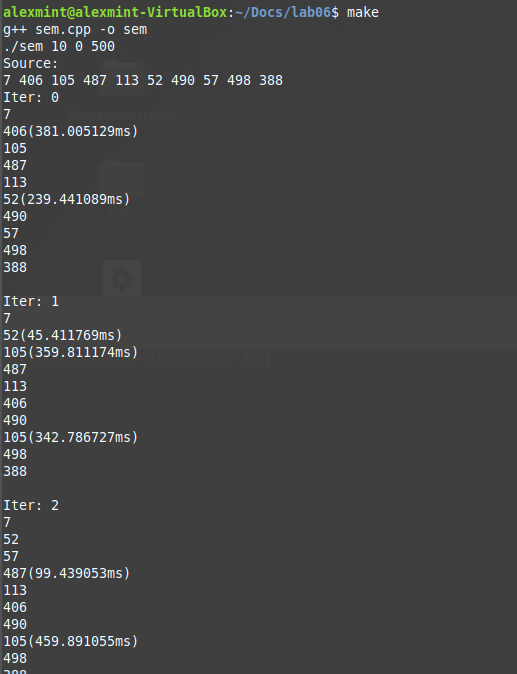 alexmint@alexmint-VirtualBox:~/Docs/lab06$ make
g++ sem.cpp -o sem
./sem 10 0 500
Source:
7 406 105 487 113 52 490 57 498 388
Iter: 0
7
406(381.005129ms)
105
487
113
52(239.441089ms)
490
57
498
388
Iter: 1
7
52(45.411769ms)
105(359.811174ms)
487
113
406
490
105(342.786727ms)
498
388
Iter: 2
7
52
57
487(99.439053ms)
113
406
490
105(459.891055ms)
498